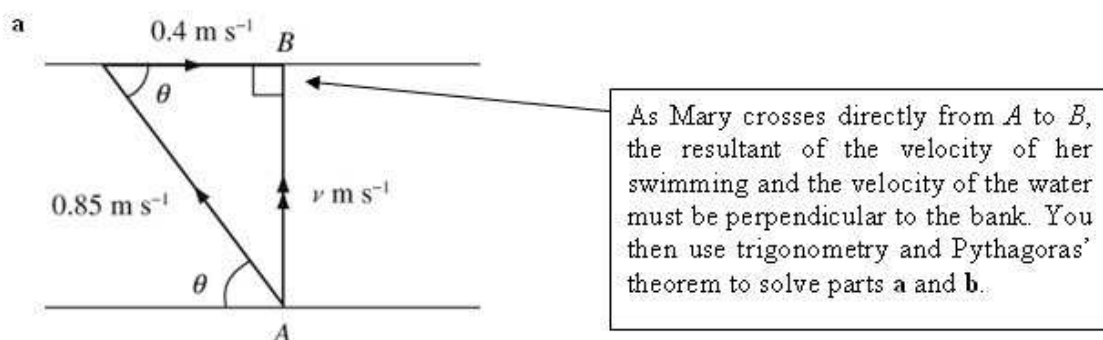 a
0.4 m s⁻¹
B
θ
0.85 m s⁻¹
ν m s⁻¹
θ
A
As Mary crosses directly from A to B,
the resultant of the velocity of her
swimming and the velocity of the water
must be perpendicular to the bank. You
then use trigonometry and Pythagoras’
theorem to solve parts a and b.